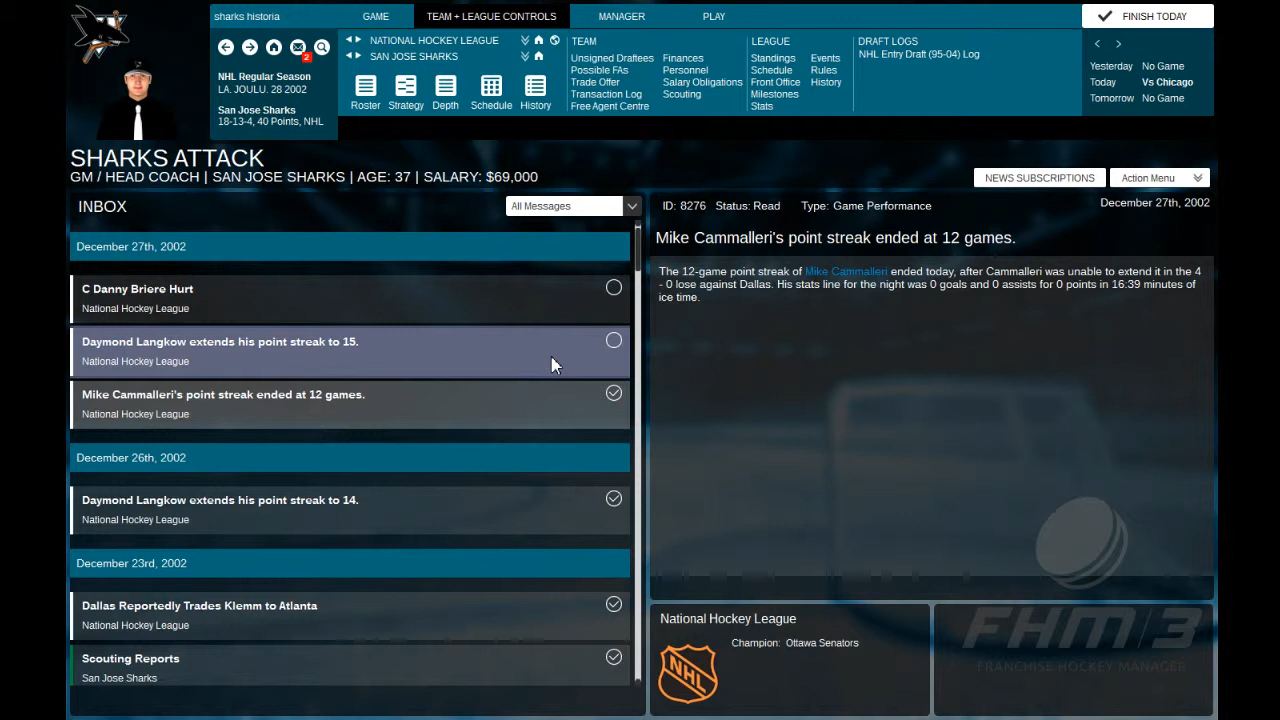 sharks historia
GAME
TEAM + LEAGUE CONTROLS
MANAGER
PLAY
FINISH TODAY
2
NHL Regular Season
LA. JOULU. 28 2002
San Jose Sharks
18-13-4, 40 Points, NHL
NATIONAL HOCKEY LEAGUE
SAN JOSE SHARKS
Roster
Strategy
Depth
Schedule
History
TEAM
Unsigned Draftees
Finances
Possible FAs
Personnel
Trade Offer
Salary Obligations
Transaction Log
Scouting
Free Agent Centre
LEAGUE
Standings
Events
Schedule
Rules
Front Office
History
Milestones
Stats
DRAFT LOGS
NHL Entry Draft (95-04) Log
Yesterday No Game
Today Vs Chicago
Tomorrow No Game
SHARKS ATTACK
GM / HEAD COACH | SAN JOSE SHARKS | AGE: 37 | SALARY: $69,000
NEWS SUBSCRIPTIONS
Action Menu
INBOX
All Messages
December 27th, 2002
C Danny Briere Hurt
National Hockey League
Daymond Langkow extends his point streak to 15.
National Hockey League
Mike Cammalleri's point streak ended at 12 games.
National Hockey League
December 26th, 2002
Daymond Langkow extends his point streak to 14.
National Hockey League
December 23rd, 2002
Dallas Reportedly Trades Klemm to Atlanta
National Hockey League
Scouting Reports
San Jose Sharks
ID: 8276 Status: Read Type: Game Performance
December 27th, 2002
Mike Cammalleri's point streak ended at 12 games.
The 12-game point streak of Mike Cammalleri ended today, after Cammalleri was unable to extend it in the 4
- 0 lose against Dallas. His stats line for the night was 0 goals and 0 assists for 0 points in 16:39 minutes of
ice time.
National Hockey League
Champion: Ottawa Senators
NHL
FHM/3
FRANCHISE HOCKEY MANAGER